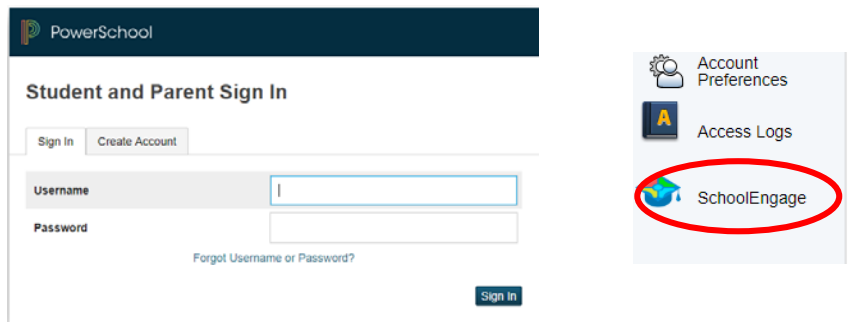 PowerSchool
Student and Parent Sign In
Sign In Create Account
Username
Password
Forgot Username or Password?
Sign In
Account
Preferences
A
Access Logs
SchoolEngage